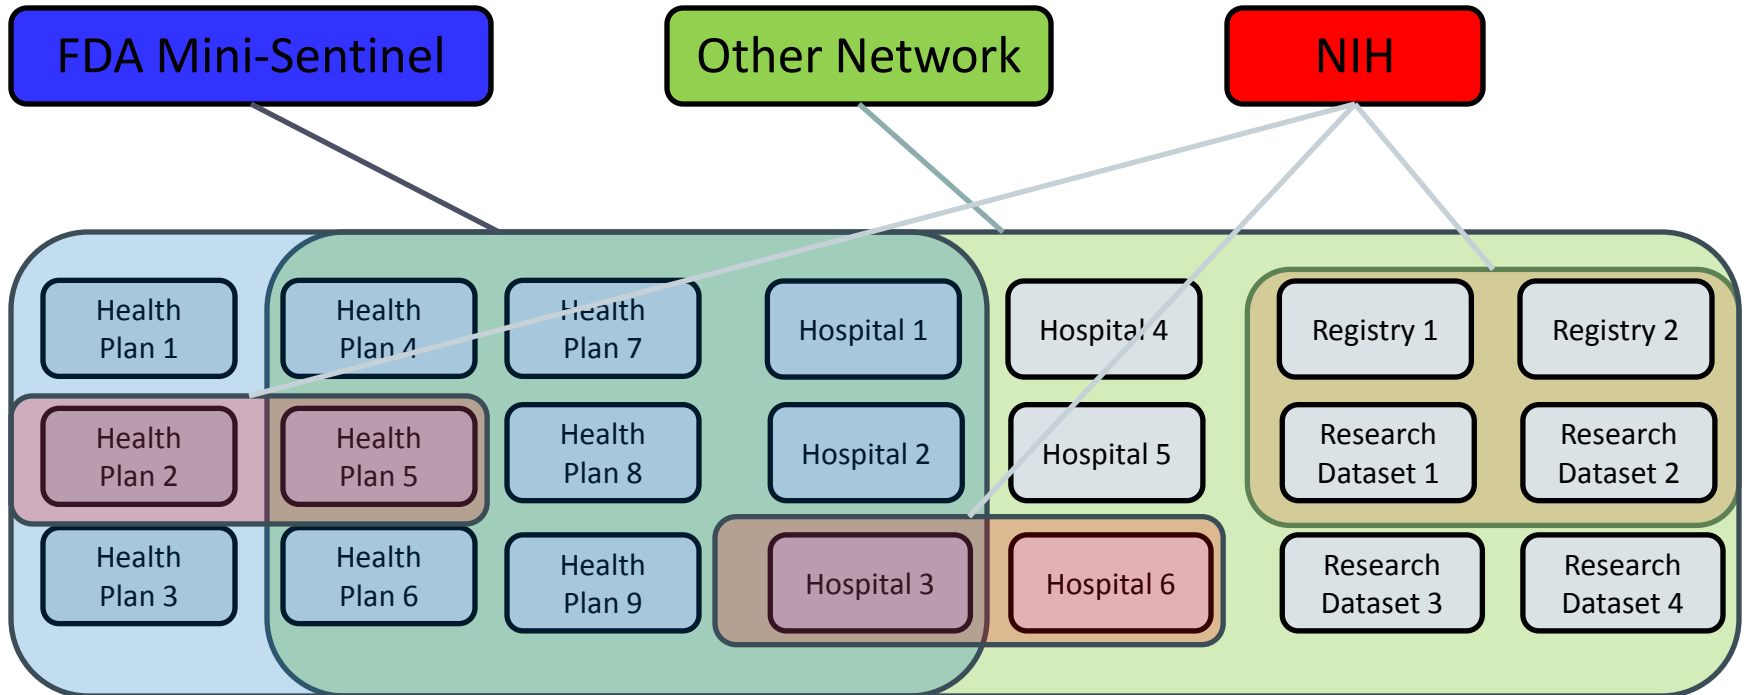 FDA Mini-Sentinel
Other Network
NIH
Health
Plan 1
Health
Plan 4
Health
Plan 7
Hospital 1
Hospital 4
Registry 1
Registry 2
Health
Plan 2
Health
Plan 5
Health
Plan 8
Hospital 2
Hospital 5
Research
Dataset 1
Research
Dataset 2
Health
Plan 3
Health
Plan 6
Health
Plan 9
Hospital 3
Hospital 6
Research
Dataset 3
Research
Dataset 4